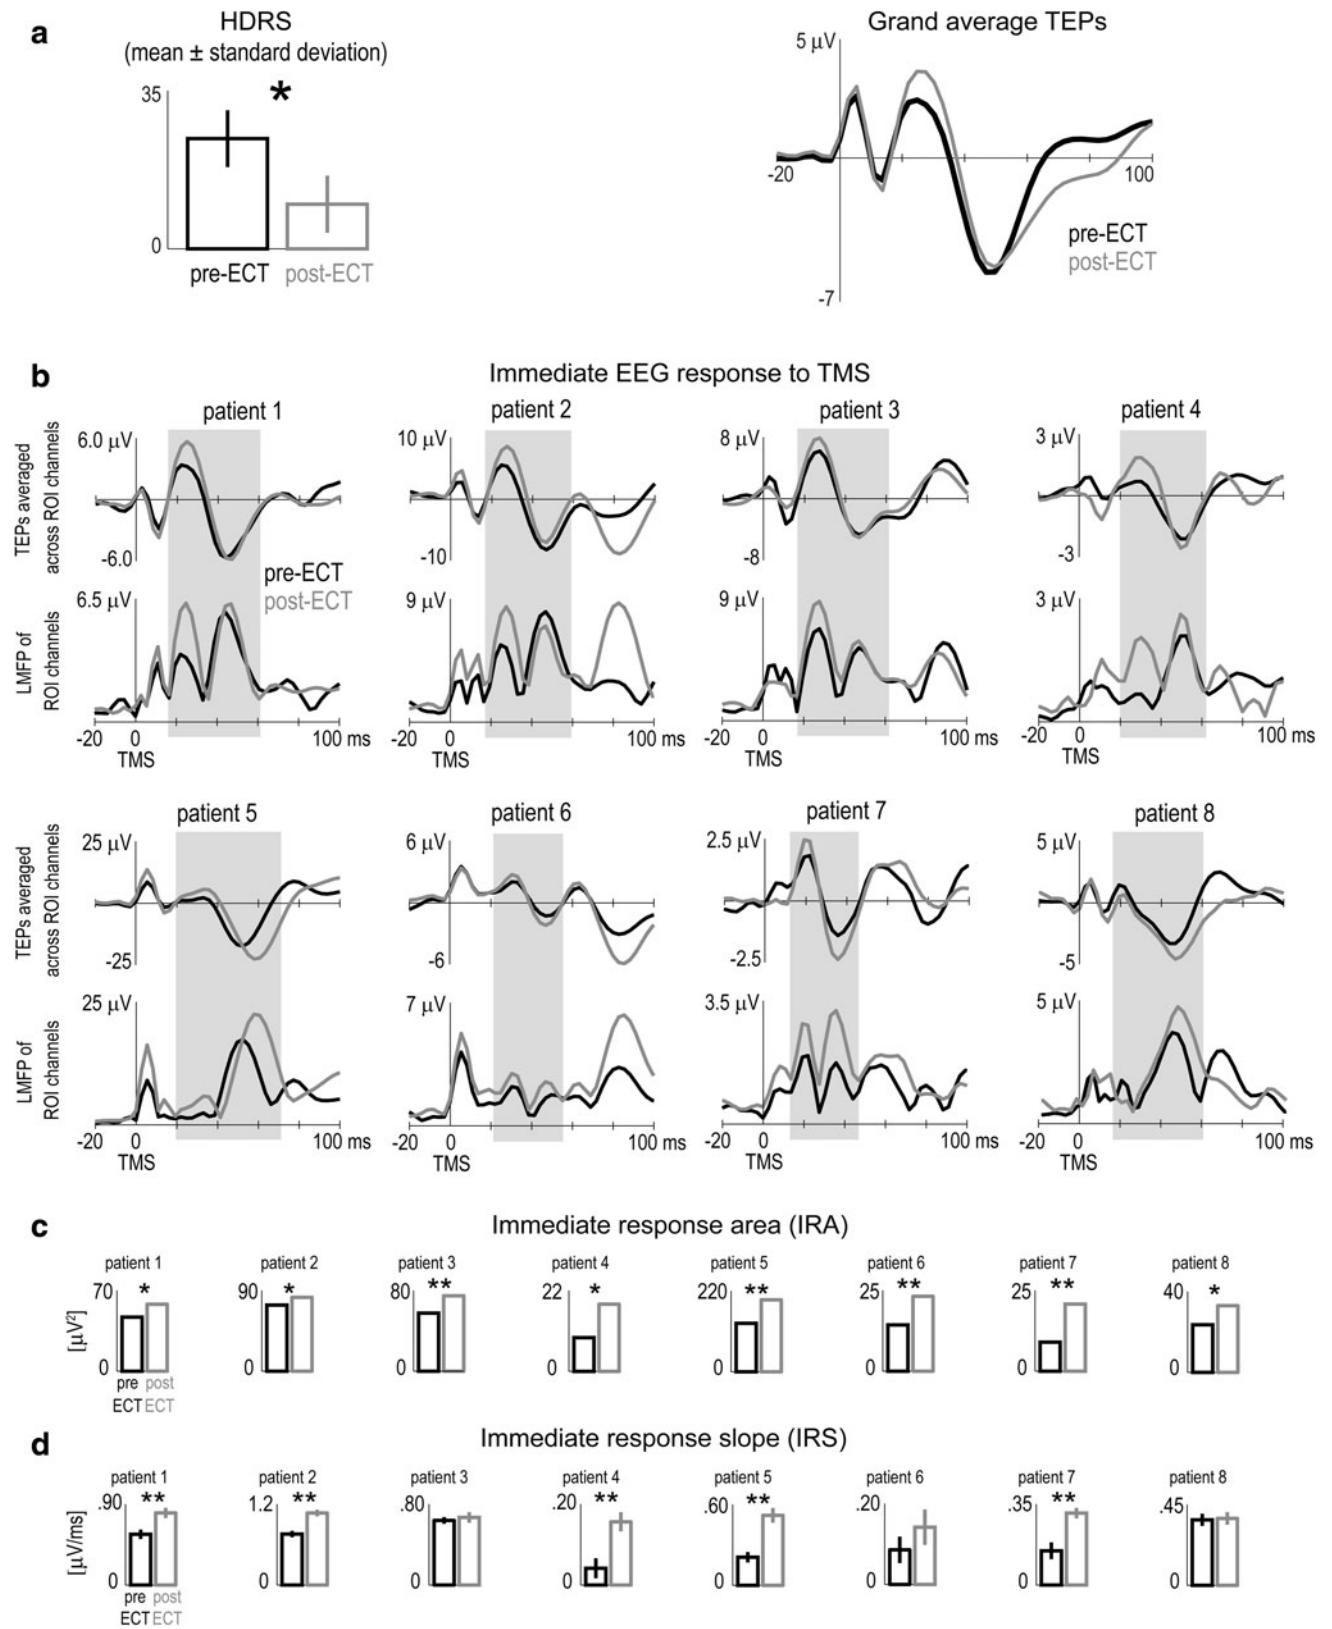 a
HDRS
(mean ± standard deviation)
*
35
0
pre-ECT post-ECT
Grand average TEPs
5 μV
-20 100
-7
pre-ECT
post-ECT
b
Immediate EEG response to TMS
patient 1 patient 2 patient 3 patient 4
TEPs averaged
across ROI channels
6.0 μV 10 μV 8 μV 3 μV
-6.0 -10 -8 -3
pre-ECT
post-ECT
LMFP of
ROI channels
6.5 μV 9 μV 9 μV 3 μV
-20 0 100 ms -20 0 100 ms -20 0 100 ms -20 0 100 ms
TMS TMS TMS TMS
patient 5 patient 6 patient 7 patient 8
TEPs averaged
across ROI channels
25 μV 6 μV 2.5 μV 5 μV
-25 -6 -2.5 -5
LMFP of
ROI channels
25 μV 7 μV 3.5 μV 5 μV
-20 0 100 ms -20 0 100 ms -20 0 100 ms -20 0 100 ms
TMS TMS TMS TMS
c
Immediate response area (IRA)
patient 1 patient 2 patient 3 patient 4 patient 5 patient 6 patient 7 patient 8
70 * 90 * 80 ** 22 * 220 ** 25 ** 25 ** 40 *
[μV²]
0 0 0 0 0 0 0 0
pre post
ECT ECT
d
Immediate response slope (IRS)
patient 1 patient 2 patient 3 patient 4 patient 5 patient 6 patient 7 patient 8
.90 ** 1.2 ** .80 .20 ** .60 ** .20 .35 ** .45
[μV/ms]
0 0 0 0 0 0 0 0
pre post
ECT ECT